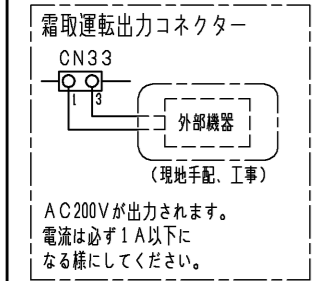 霜取運転出力コネクター
CN33
1 3
外部機器
(現地手配、工事)
AC200Vが出力されます。
電流は必ず1A以下に
なる様にしてください。